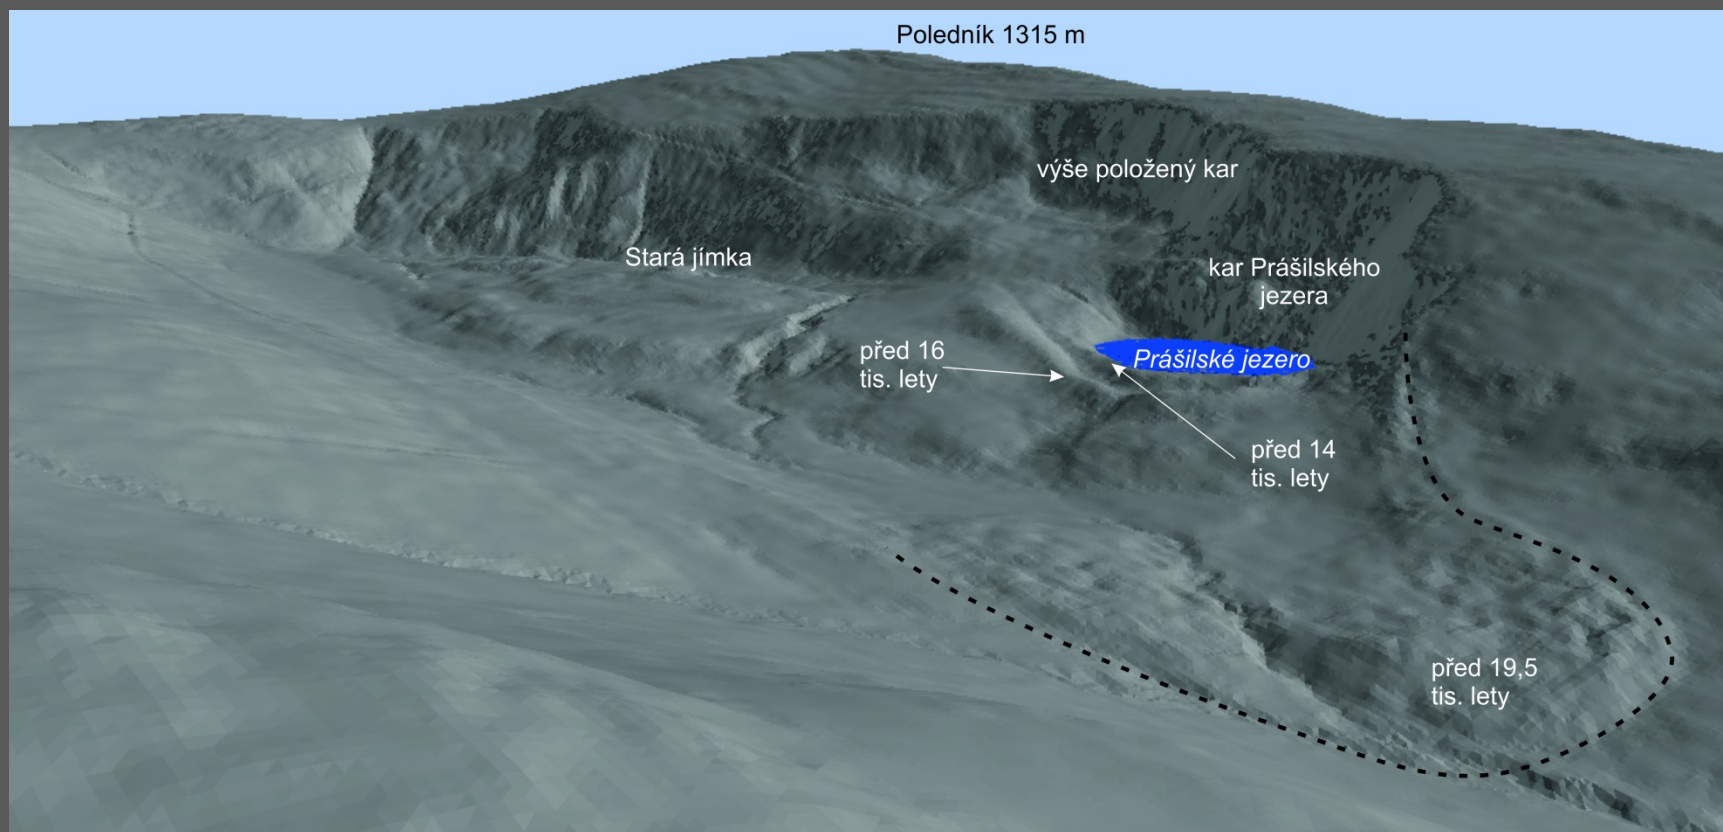 Poledník 1315 m
výše položený kar
Stará jímka
kar Prášilského
jezera
před 16
tis. lety
Prášilské jezero
před 14
tis. lety
před 19,5
tis. lety